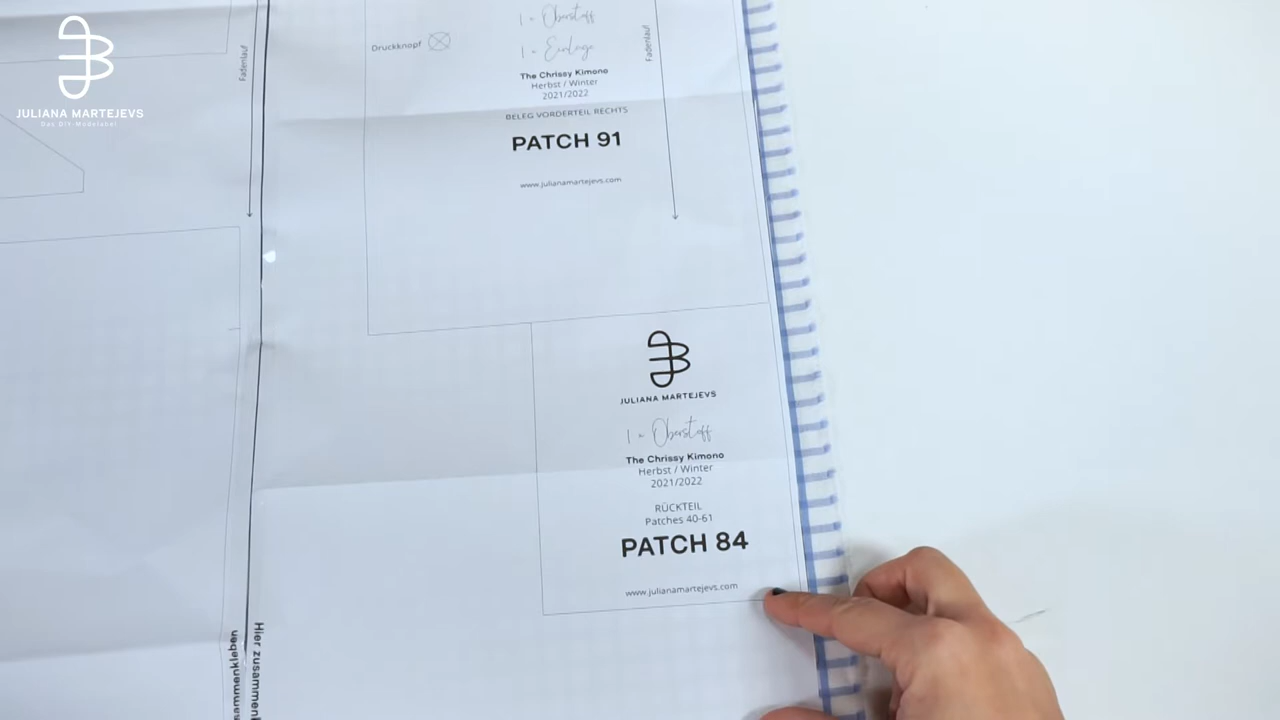 JULIANA MARTEJEVS
Das DIY-Modelabel
Fadenlauf
Druckknopf
1 x Oberstoff
1 x Einlage
The Chrissy Kimono
Herbst / Winter
2021/2022
BELEG VORDERTEIL RECHTS
PATCH 91
www.julianamartejevs.com
Fadenlauf
JULIANA MARTEJEVS
1 x Oberstoff
The Chrissy Kimono
Herbst / Winter
2021/2022
RÜCKTEIL
Patches 40-61
PATCH 84
www.julianamartejevs.com
Hier